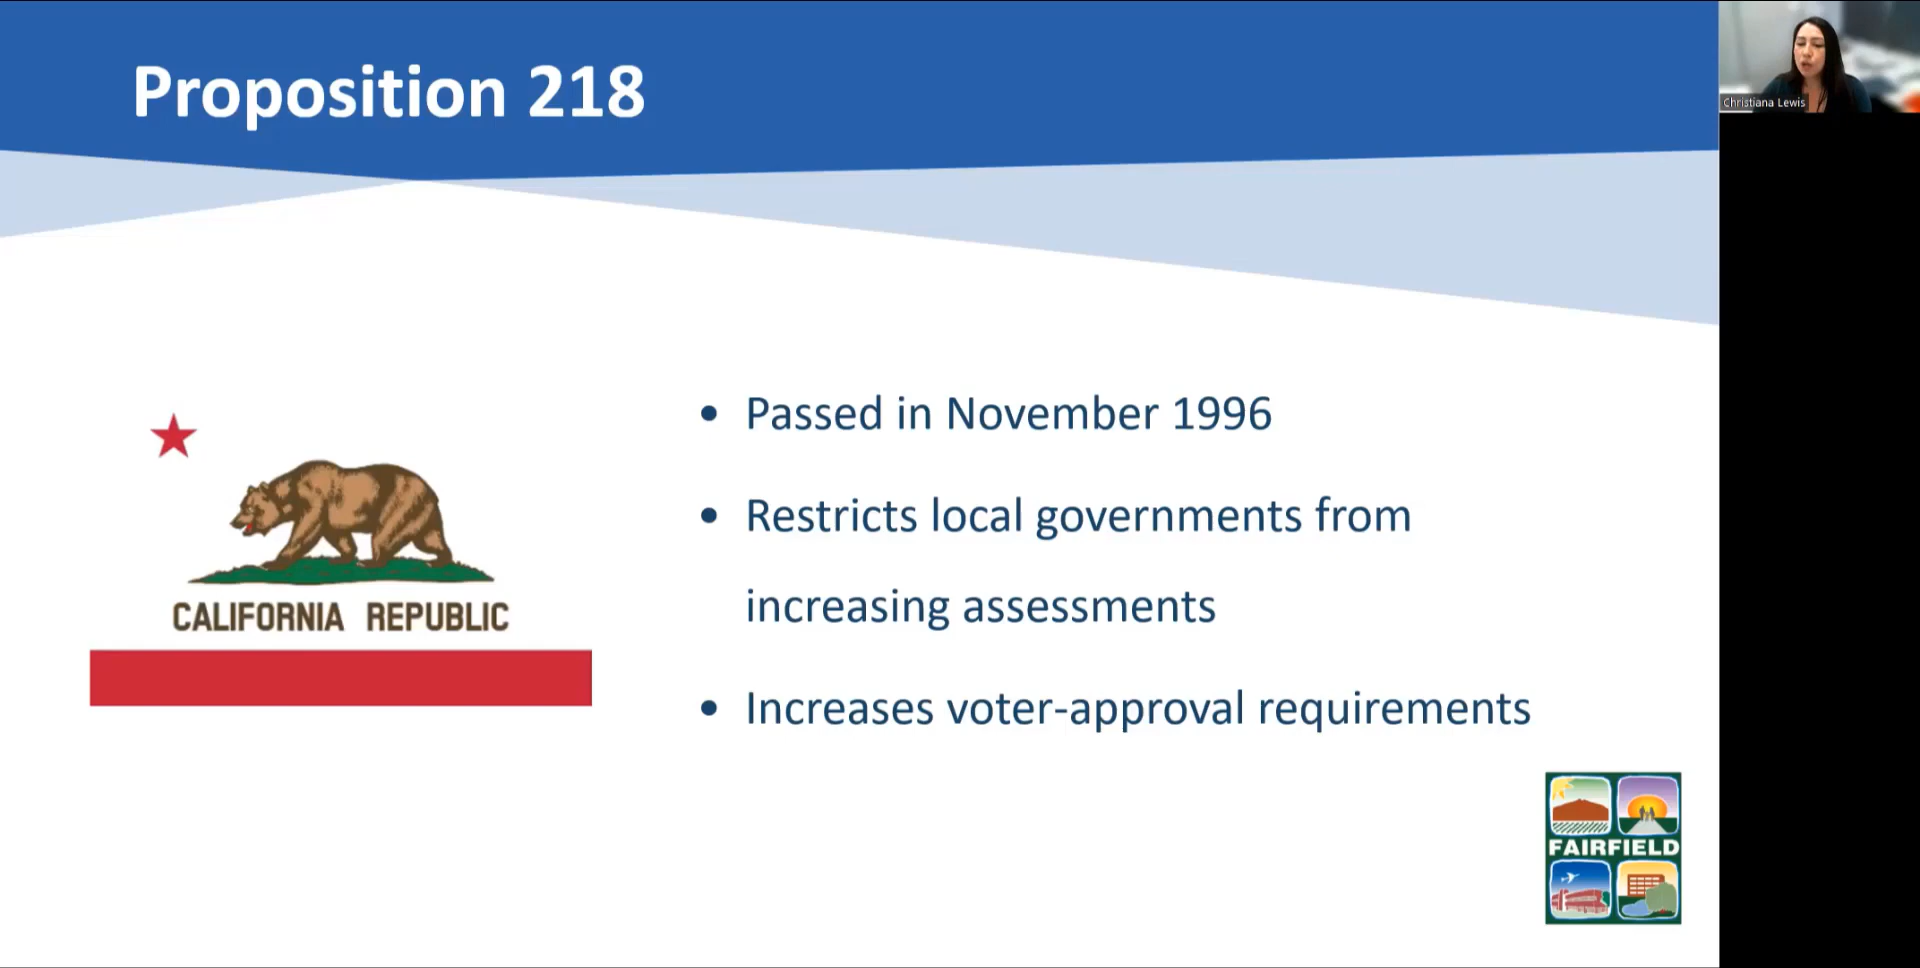 Proposition 218
Christiana Lewis
CALIFORNIA REPUBLIC
• Passed in November 1996
• Restricts local governments from
increasing assessments
• Increases voter-approval requirements
FAIRFIELD